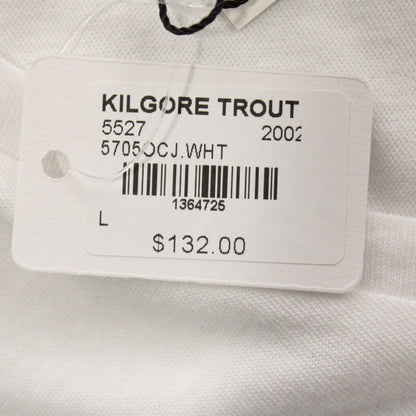 KILGORE TROUT
5527 2002
5705OCJ.WHT
1364725
L
$132.00